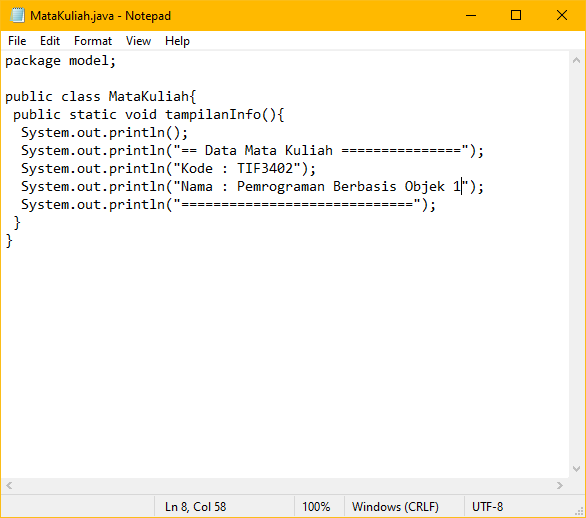 MataKuliah.java - Notepad
File Edit Format View Help
package model;

public class MataKuliah{
 public static void tampilanInfo(){
  System.out.println();
  System.out.println("== Data Mata Kuliah ===============");
  System.out.println("Kode : TIF3402");
  System.out.println("Nama : Pemrograman Berbasis Objek 1");
  System.out.println("=============================");
 }
}
Ln 8, Col 58 100% Windows (CRLF) UTF-8